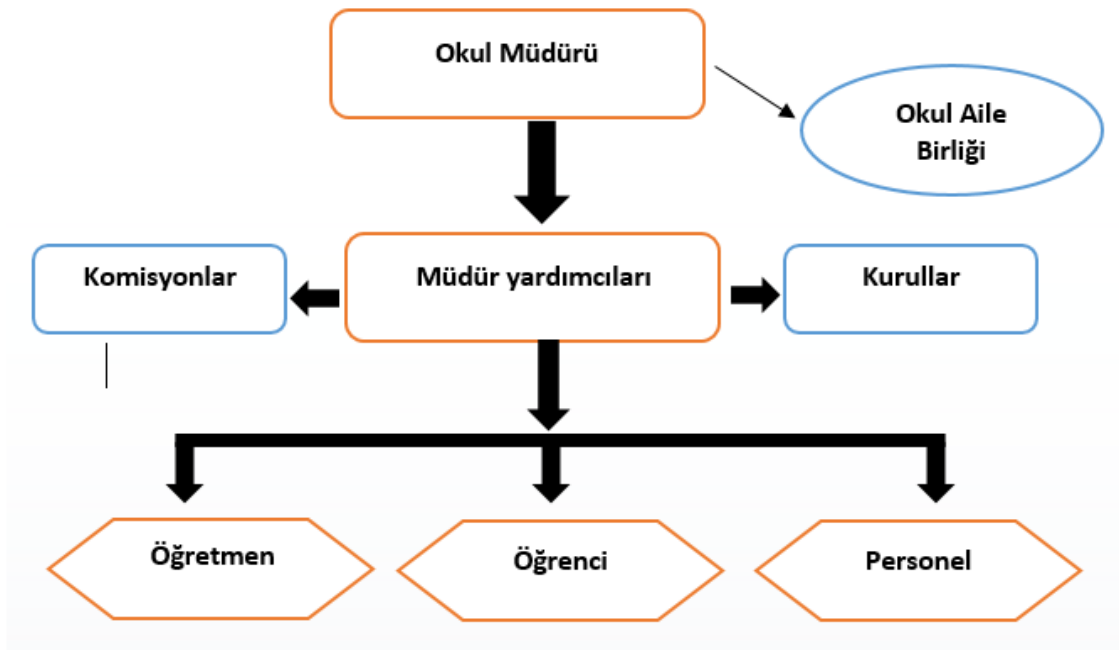 Okul Müdürü
Okul Aile
Birliği
Komisyonlar
Müdür yardımcıları
Kurullar
Öğretmen
Öğrenci
Personel